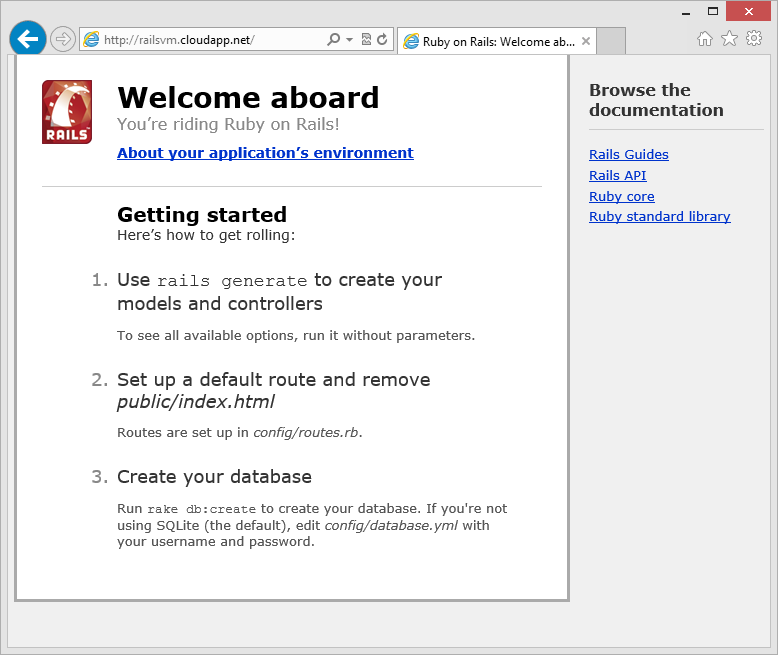 http://railsvm.cloudapp.net/
Ruby on Rails: Welcome ab...
RAILS
Welcome aboard
You’re riding Ruby on Rails!
About your application’s environment
Getting started
Here’s how to get rolling:
1. Use rails generate to create your
models and controllers
To see all available options, run it without parameters.
2. Set up a default route and remove
public/index.html
Routes are set up in config/routes.rb.
3. Create your database
Run rake db:create to create your database. If you're not
using SQLite (the default), edit config/database.yml with
your username and password.
Browse the
documentation
Rails Guides
Rails API
Ruby core
Ruby standard library